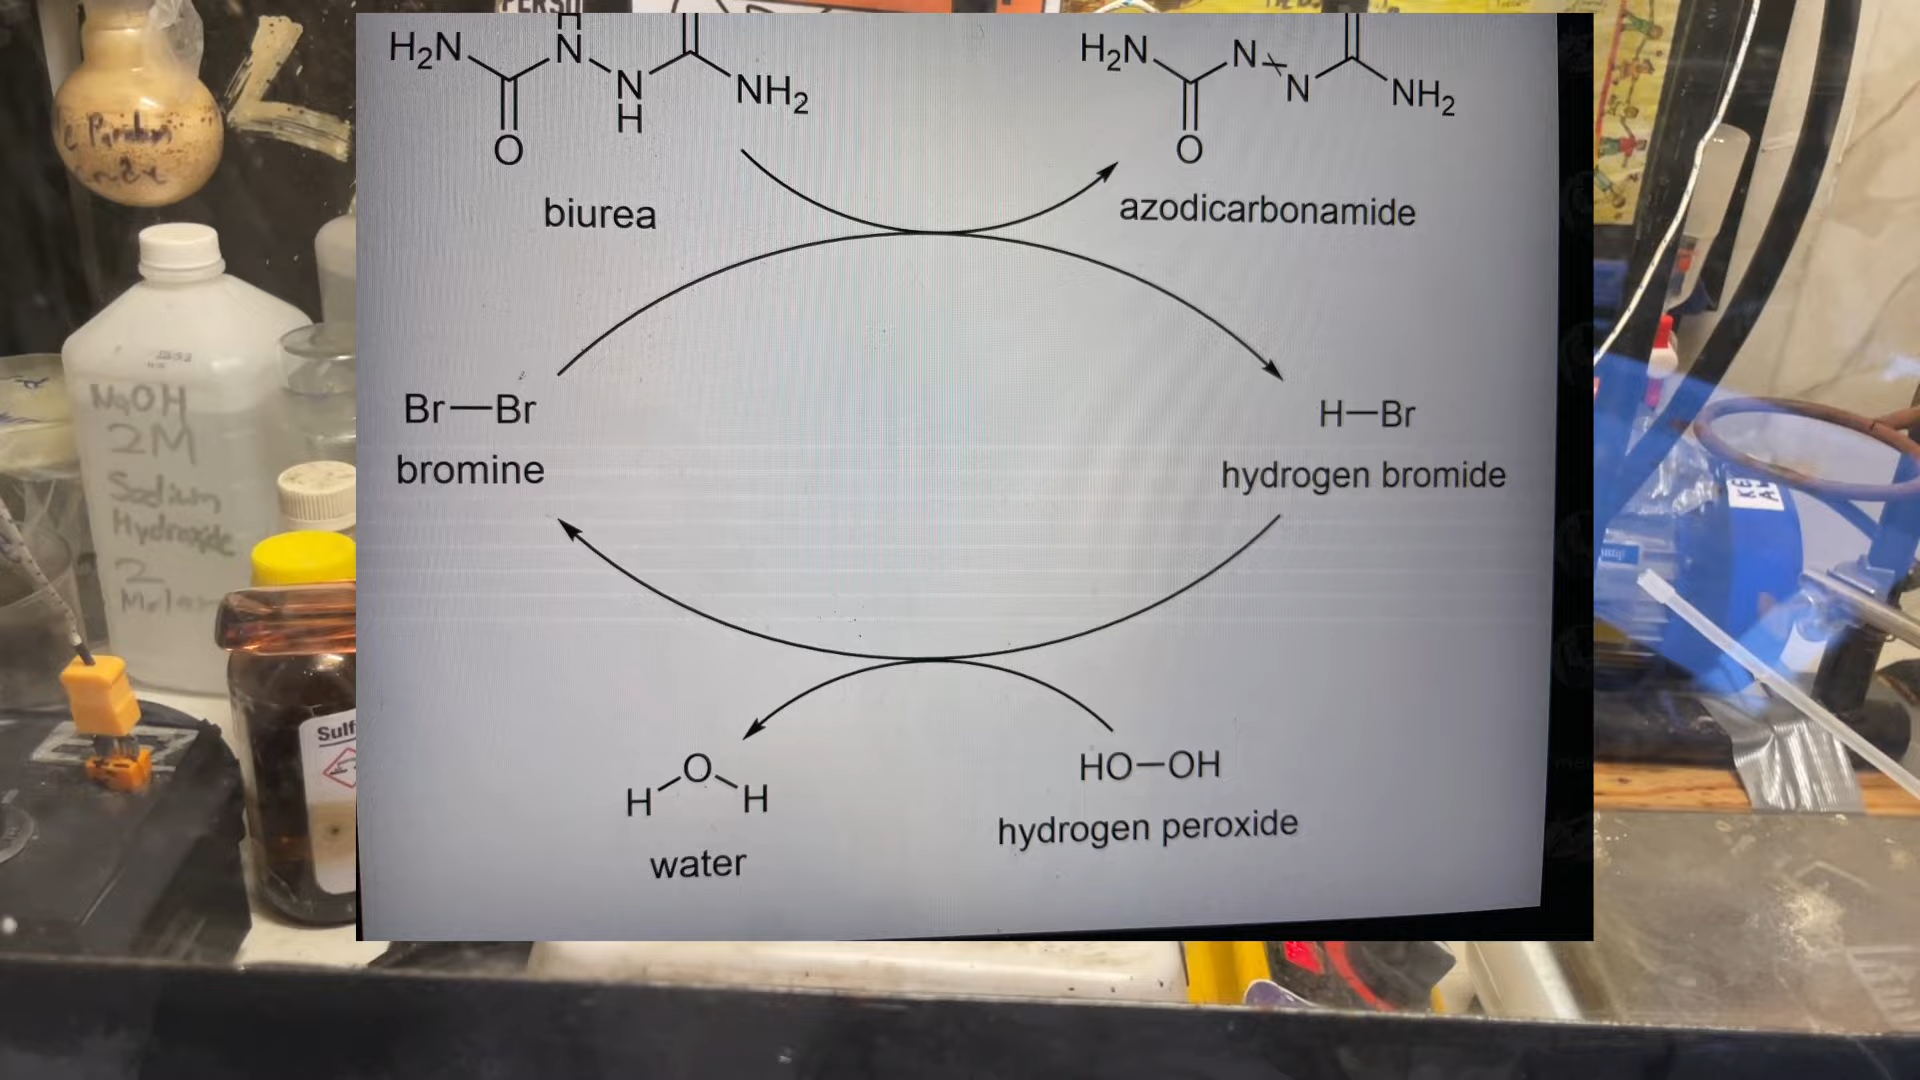 H₂N
H
N
N
H
NH₂
O
H₂N
N
N
NH₂
O
biurea
azodicarbonamide
Br—Br
bromine
H—Br
hydrogen bromide
H
O
H
water
HO—OH
hydrogen peroxide
NaOH
2M
Sodium
Hydroxide
2
Sulf
KE